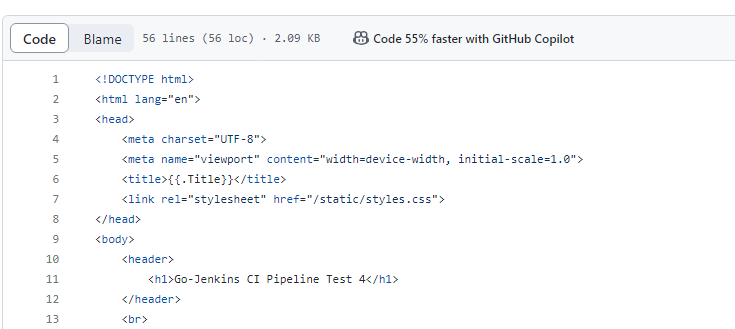 Code Blame 56 lines (56 loc) · 2.09 KB Code 55% faster with GitHub Copilot
1 <!DOCTYPE html>
2 <html lang="en">
3 <head>
4 <meta charset="UTF-8">
5 <meta name="viewport" content="width=device-width, initial-scale=1.0">
6 <title>{{.Title}}</title>
7 <link rel="stylesheet" href="/static/styles.css">
8 </head>
9 <body>
10 <header>
11 <h1>Go-Jenkins CI Pipeline Test 4</h1>
12 </header>
13 <br>